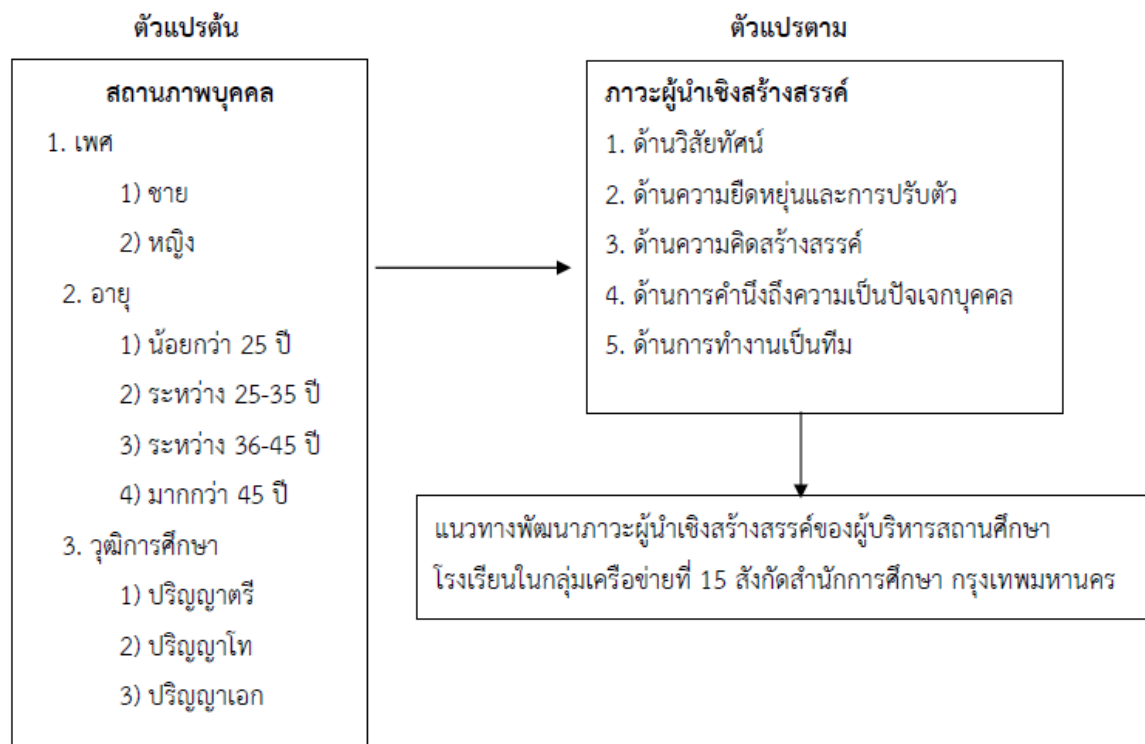 ตัวแปรต้น
สถานภาพบุคคล
1. เพศ
1) ชาย
2) หญิง
2. อายุ
1) น้อยกว่า 25 ปี
2) ระหว่าง 25-35 ปี
3) ระหว่าง 36-45 ปี
4) มากกว่า 45 ปี
3. วุฒิการศึกษา
1) ปริญญาตรี
2) ปริญญาโท
3) ปริญญาเอก
ตัวแปรตาม
ภาวะผู้นำเชิงสร้างสรรค์
1. ด้านวิสัยทัศน์
2. ด้านความยืดหยุ่นและการปรับตัว
3. ด้านความคิดสร้างสรรค์
4. ด้านการคำนึงถึงความเป็นปัจเจกบุคคล
5. ด้านการทำงานเป็นทีม
แนวทางพัฒนาภาวะผู้นำเชิงสร้างสรรค์ของผู้บริหารสถานศึกษา
โรงเรียนในกลุ่มเครือข่ายที่ 15 สังกัดสำนักการศึกษา กรุงเทพมหานคร